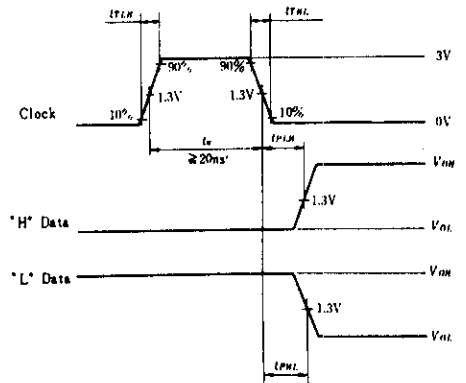 tTLH tTHL
90% 90% 3V
1.3V 1.3V
Clock 10% 10% 0V
tw tPLH
≧20ns
VOH
1.3V
"H" Data VOL
"L" Data VOH
1.3V
VOL
tPHL